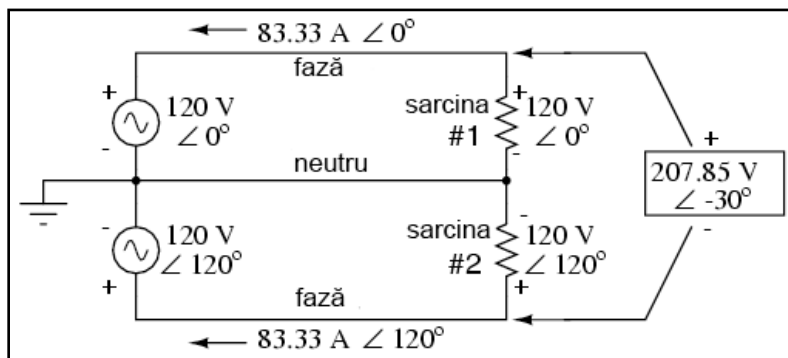 83.33 A ∠ 0°
fază
+
+
120 V
∠ 0°
-
sarcina
#1
120 V
∠ 0°
-
+
207.85 V
∠ -30°
-
neutru
-
-
120 V
∠ 120°
+
sarcina
#2
120 V
∠ 120°
+
-
fază
83.33 A ∠ 120°